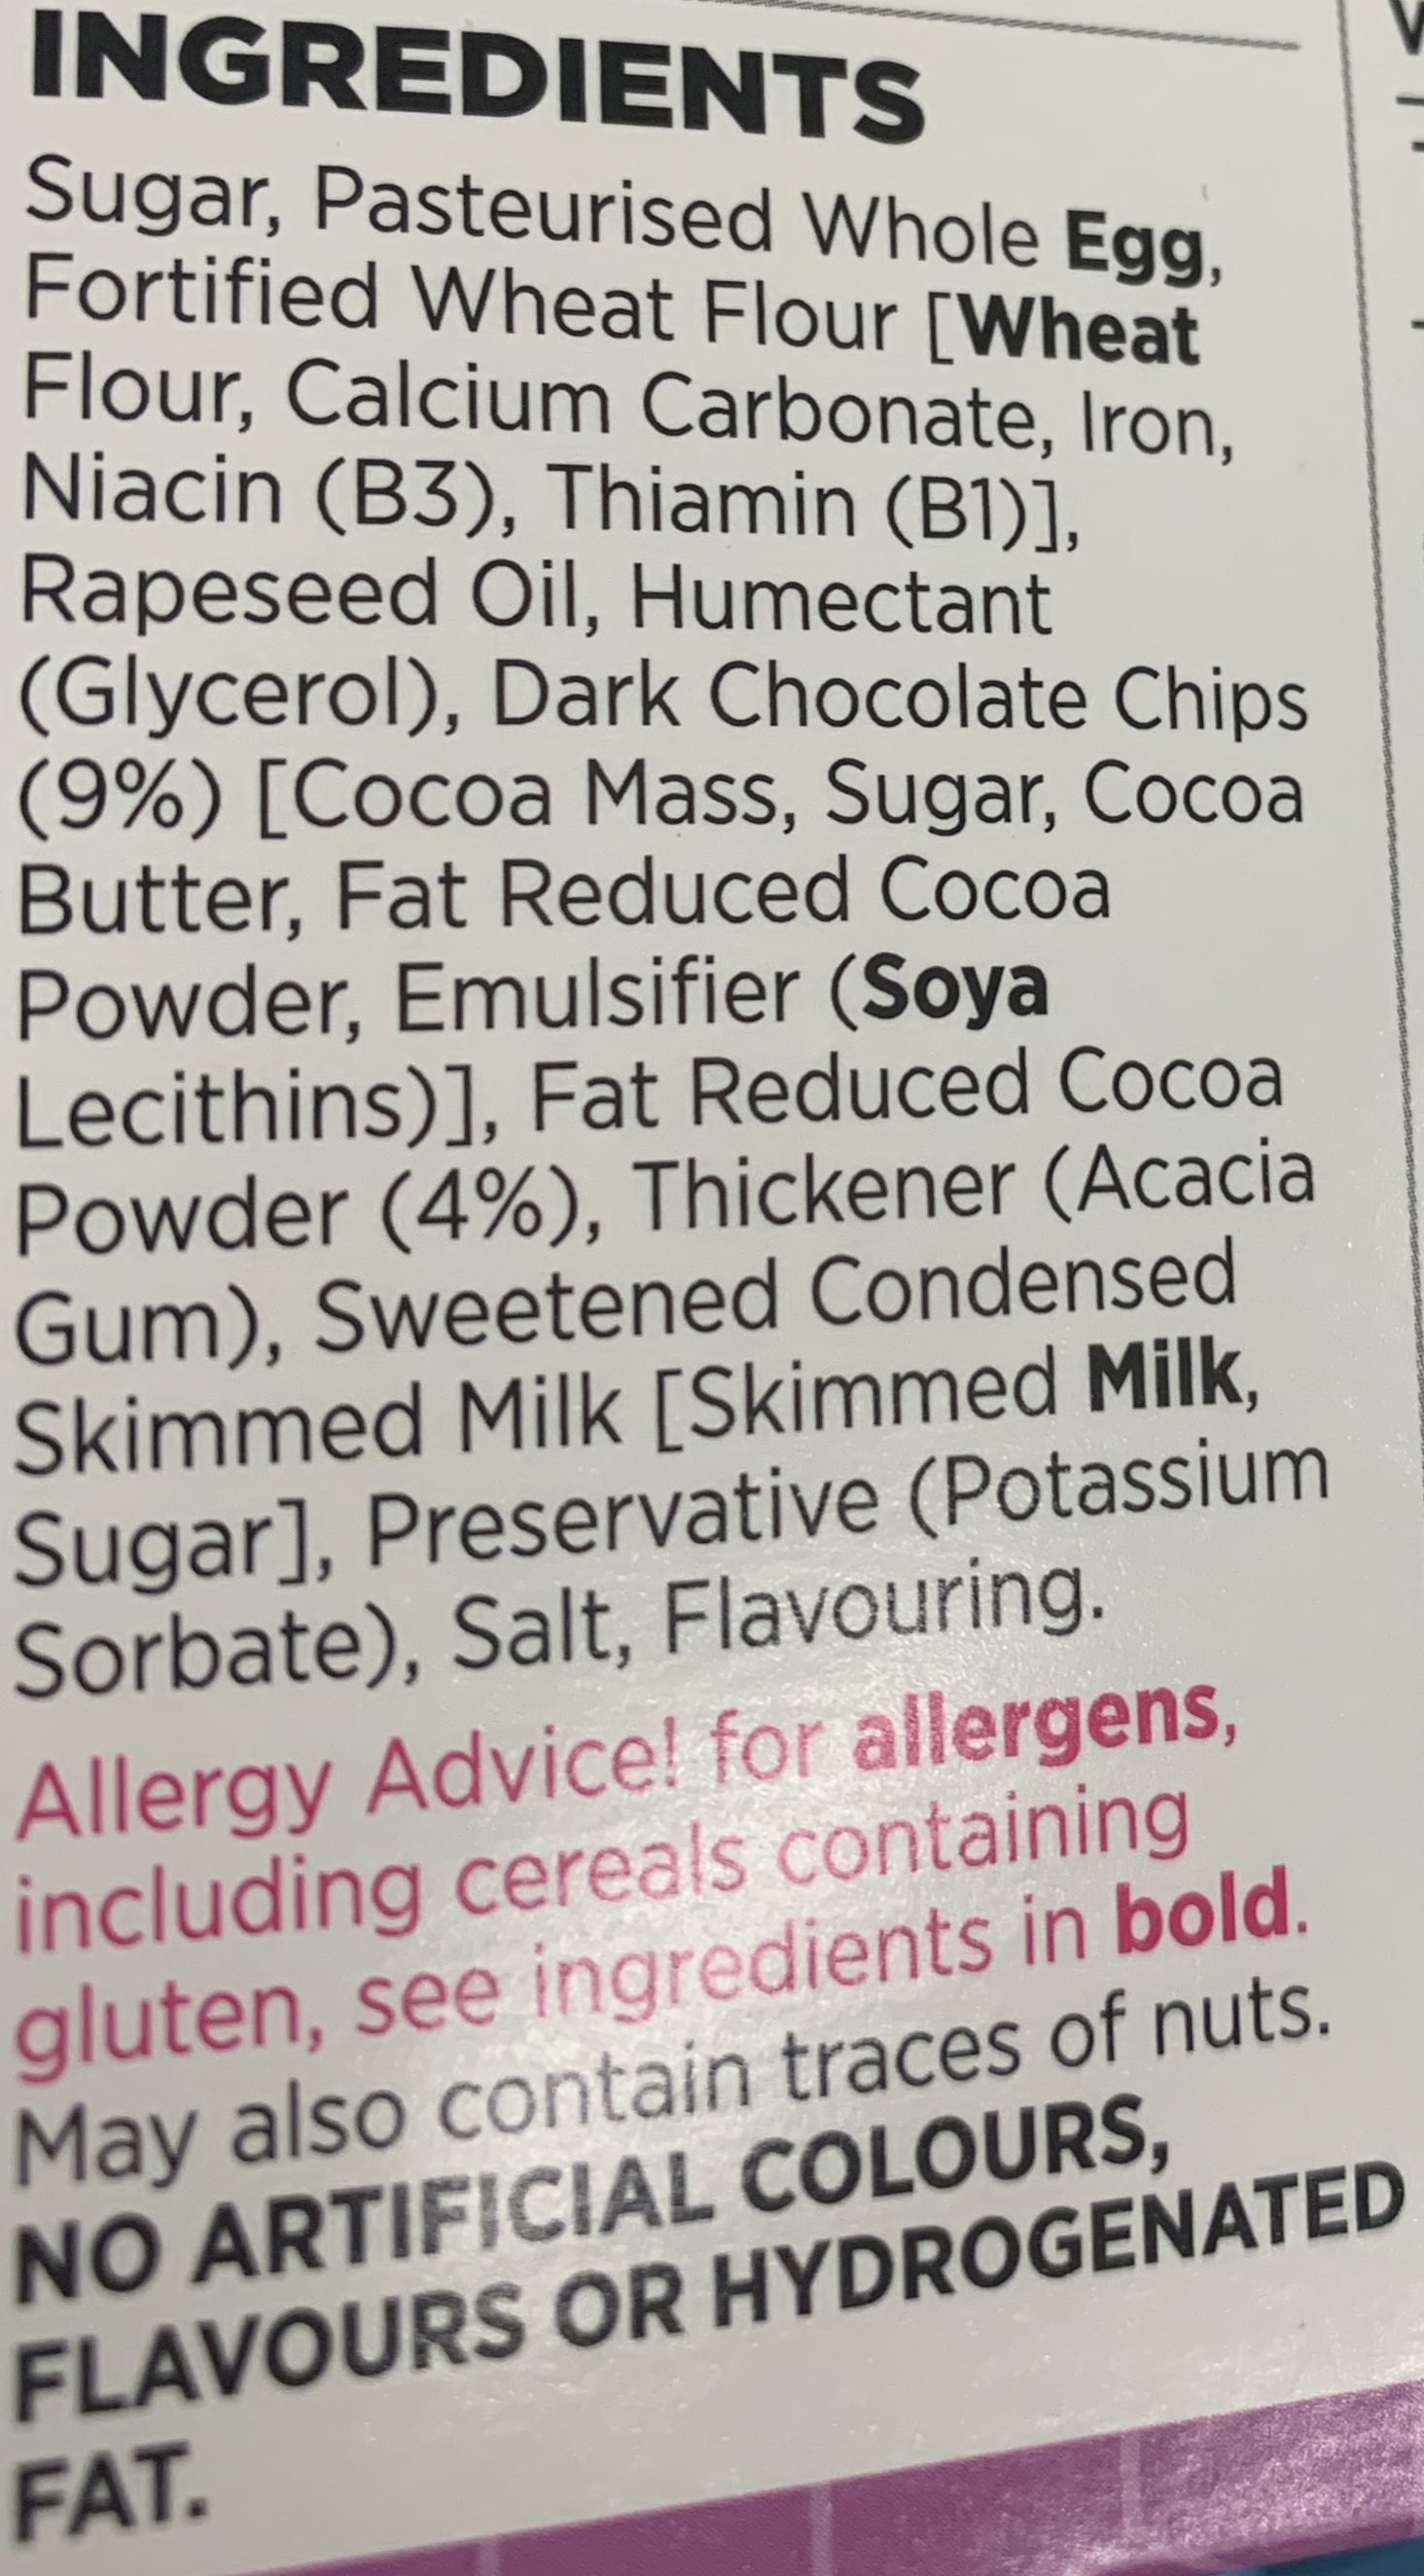 INGREDIENTS
Sugar, Pasteurised Whole Egg,
Fortified Wheat Flour [Wheat
Flour, Calcium Carbonate, Iron,
Niacin (B3), Thiamin (B1)],
Rapeseed Oil, Humectant
(Glycerol), Dark Chocolate Chips
(9%) [Cocoa Mass, Sugar, Cocoa
Butter, Fat Reduced Cocoa
Powder, Emulsifier (Soya
Lecithins)], Fat Reduced Cocoa
Powder (4%), Thickener (Acacia
Gum), Sweetened Condensed
Skimmed Milk [Skimmed Milk,
Sugar], Preservative (Potassium
Sorbate), Salt, Flavouring.
Allergy Advice! for allergens,
including cereals containing
gluten, see ingredients in bold.
May also contain traces of nuts.
NO ARTIFICIAL COLOURS,
FLAVOURS OR HYDROGENATED
FAT.